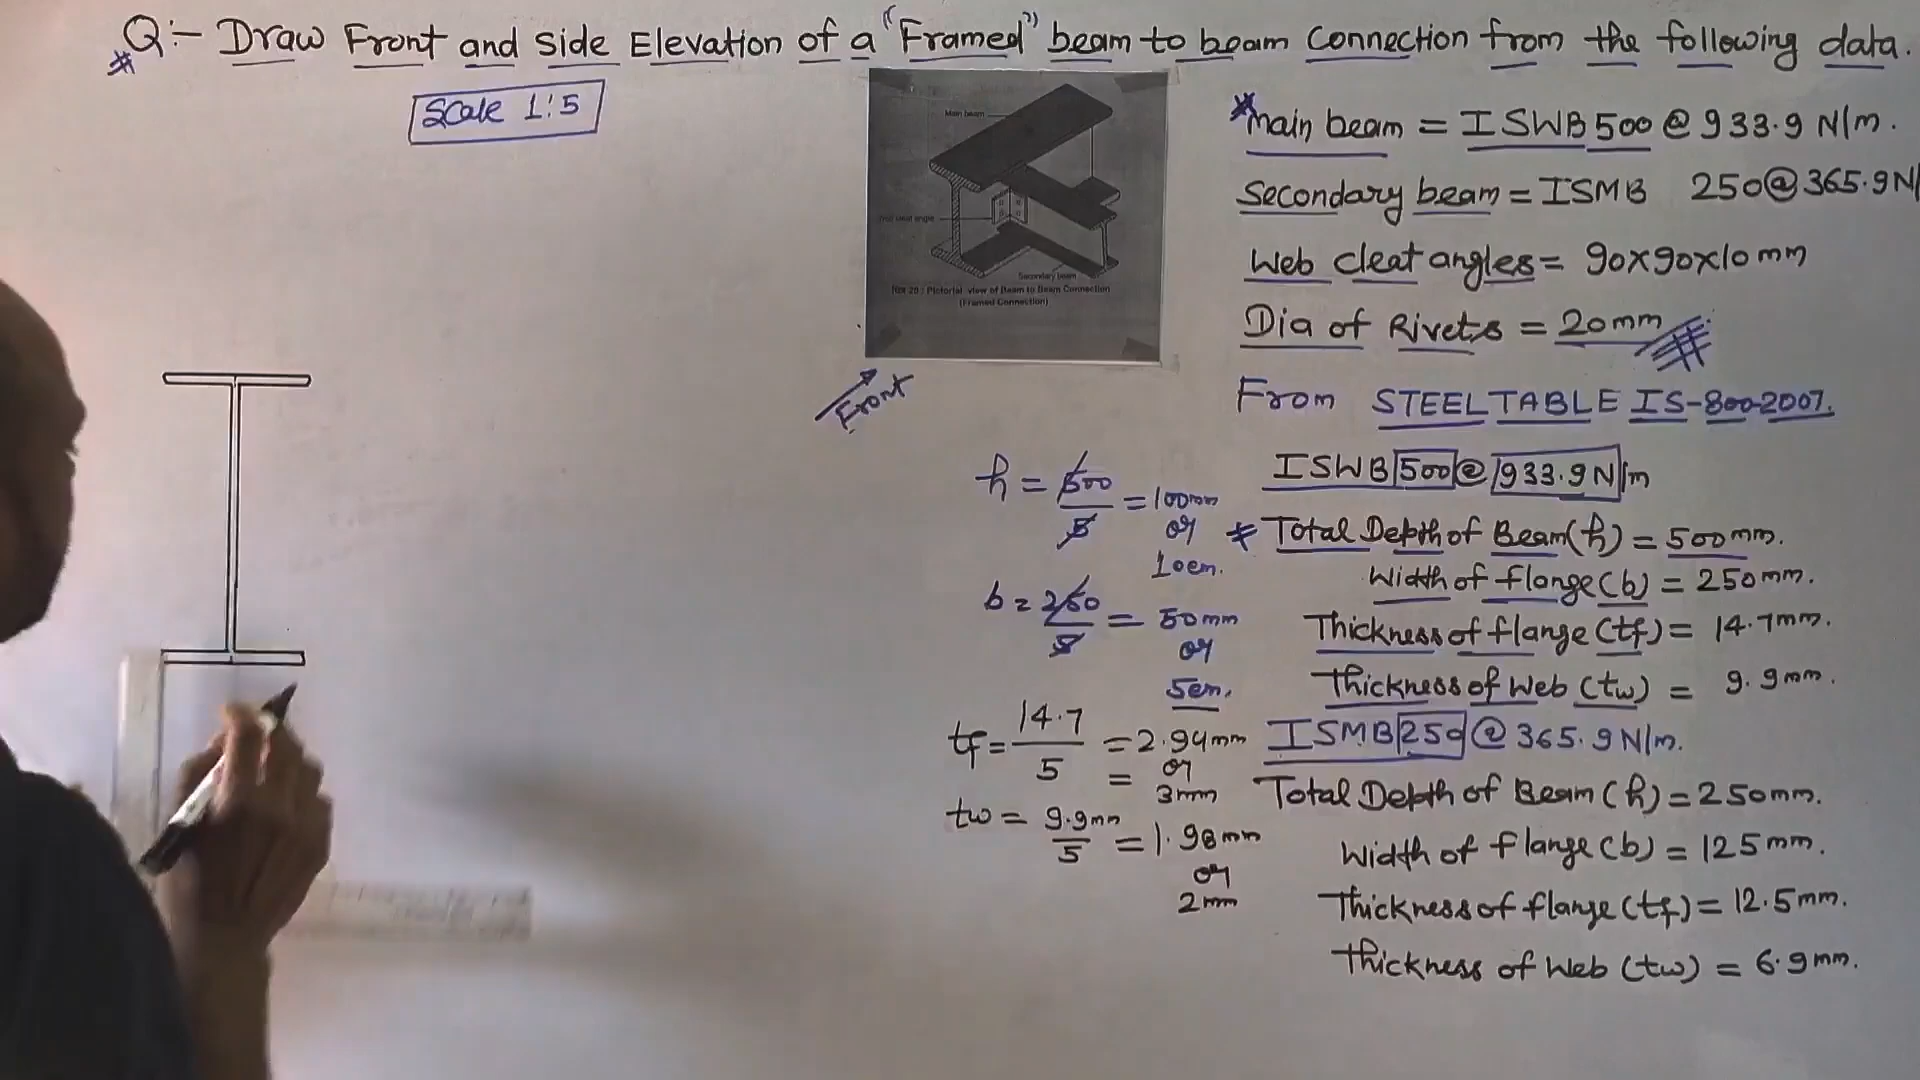 Q:- Draw Front and Side Elevation of a "Framed" beam to beam Connection from the following data.
Scale 1:5
Main beam
Secondary beam
FIG 20: Pictorial view of Beam to Beam Connection
(Framed Connection)
Front
Main beam = ISWB 500 @ 933.9 N/m.
Secondary beam = ISMB 250 @ 365.9 N/
Web cleat angles = 90x90x10 mm
Dia of Rivets = 20mm
From STEEL TABLE IS-800-2007.
ISWB 500 @ 933.9 N/m
Total Depth of Beam (h) = 500mm.
Width of flange (b) = 250mm.
Thickness of flange (tf) = 14.7mm.
Thickness of Web (tw) = 9.9mm.
ISMB 250 @ 365.9 N/m.
Total Depth of Beam (h) = 250mm.
Width of flange (b) = 125mm.
Thickness of flange (tf) = 12.5mm.
Thickness of Web (tw) = 6.9mm.
h = 500/5 = 100mm
or
10cm.
b = 250/5 = 50mm
or
5cm.
tf = 14.7/5 = 2.94mm
= or
3mm
tw = 9.9mm/5 = 1.98mm
or
2mm